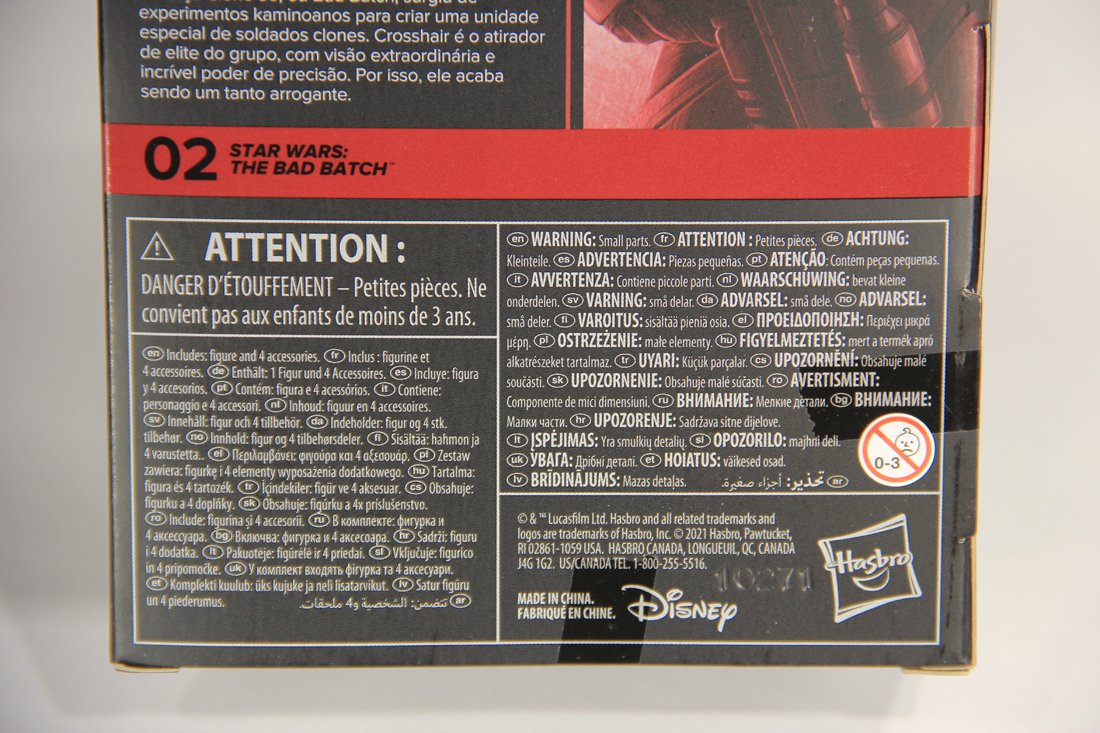 experimentos kaminoanos para criar uma unidade
especial de soldados clones. Crosshair é o atirador
de elite do grupo, com visão extraordinária e
incrível poder de precisão. Por isso, ele acaba
sendo um tanto arrogante.
02 STAR WARS:
THE BAD BATCH™
ATTENTION :
DANGER D'ÉTOUFFEMENT – Petites pièces. Ne
convient pas aux enfants de moins de 3 ans.
en Includes: figure and 4 accessories. fr Inclus : figurine et
4 accessoires. de Enthält: 1 Figur und 4 Accessoires. es Incluye: figura
y 4 accesorios. pt Contém: figura e 4 acessórios. it Contiene:
personaggio e 4 accessori. nl Inhoud: figuur en 4 accessoires.
sv Innehåll: figur och 4 tillbehör. da Indeholder: figur og 4 stk.
tilbehør. no Innhold: figur og 4 tilbehørsdeler. fi Sisältää: hahmon ja
4 varustetta. el Περιλαμβάνει: φιγούρα και 4 αξεσουάρ. pl Zestaw
zawiera: figurkę i 4 elementy wyposażenia dodatkowego. hu Tartalma:
figura és 4 tartozék. tr İçindekiler: figür ve 4 aksesuar. cs Obsahuje:
figurku a 4 doplňky. sk Obsahuje: figúrku a 4x príslušenstvo.
ro Include: figurina și 4 accesorii. ru В комплекте: фигурка и
4 аксессуара. bg Включва: фигурка и 4 аксесоара. hr Sadrži: figuru
i 4 dodatka. lt Pakuotėje: figūrėlė ir 4 priedai. sl Vključuje: figurico
in 4 pripomočke. uk У комплект входять фігурка та 4 аксесуари.
et Komplekti kuulub: üks kujuke ja neli lisatarvikut. lv Satur figūru
un 4 piederumus. ar تتضمن: الشخصية و4 ملحقات.
en WARNING: Small parts. fr ATTENTION : Petites pièces. de ACHTUNG:
Kleinteile. es ADVERTENCIA: Piezas pequeñas. pt ATENÇÃO: Contém peças pequenas.
it AVVERTENZA: Contiene piccole parti. nl WAARSCHUWING: bevat kleine
onderdelen. sv VARNING: små delar. da ADVARSEL: små dele. no ADVARSEL:
små deler. fi VAROITUS: sisältää pieniä osia. el ΠΡΟΕΙΔΟΠΟΙΗΣΗ: Περιέχει μικρά
μέρη. pl OSTRZEŻENIE: małe elementy. hu FIGYELMEZTETÉS: mert a termék apró
alkatrészeket tartalmaz. tr UYARI: Küçük parçalar. cs UPOZORNĚNÍ: Obsahuje malé
součásti. sk UPOZORNENIE: Obsahuje malé súčasti. ro AVERTISMENT:
Componente de mici dimensiuni. ru ВНИМАНИЕ: Мелкие детали. bg ВНИМАНИЕ:
Малки части. hr UPOZORENJE: Sadržava sitne dijelove.
lt ĮSPĖJIMAS: Yra smulkių detalių. sl OPOZORILO: majhni deli.
uk УВАГА: Дрібні деталі. et HOIATUS: väikesed osad.
lv BRĪDINĀJUMS: Mazas detaļas. ar تحذير: أجزاء صغيرة.
0-3
© & ™ Lucasfilm Ltd. Hasbro and all related trademarks and
logos are trademarks of Hasbro, Inc. © 2021 Hasbro, Pawtucket,
RI 02861-1059 USA. HASBRO CANADA, LONGUEUIL, QC, CANADA
J4G 1G2. US/CANADA TEL. 1-800-255-5516.
10271
MADE IN CHINA.
FABRIQUÉ EN CHINE.
Disney
Hasbro